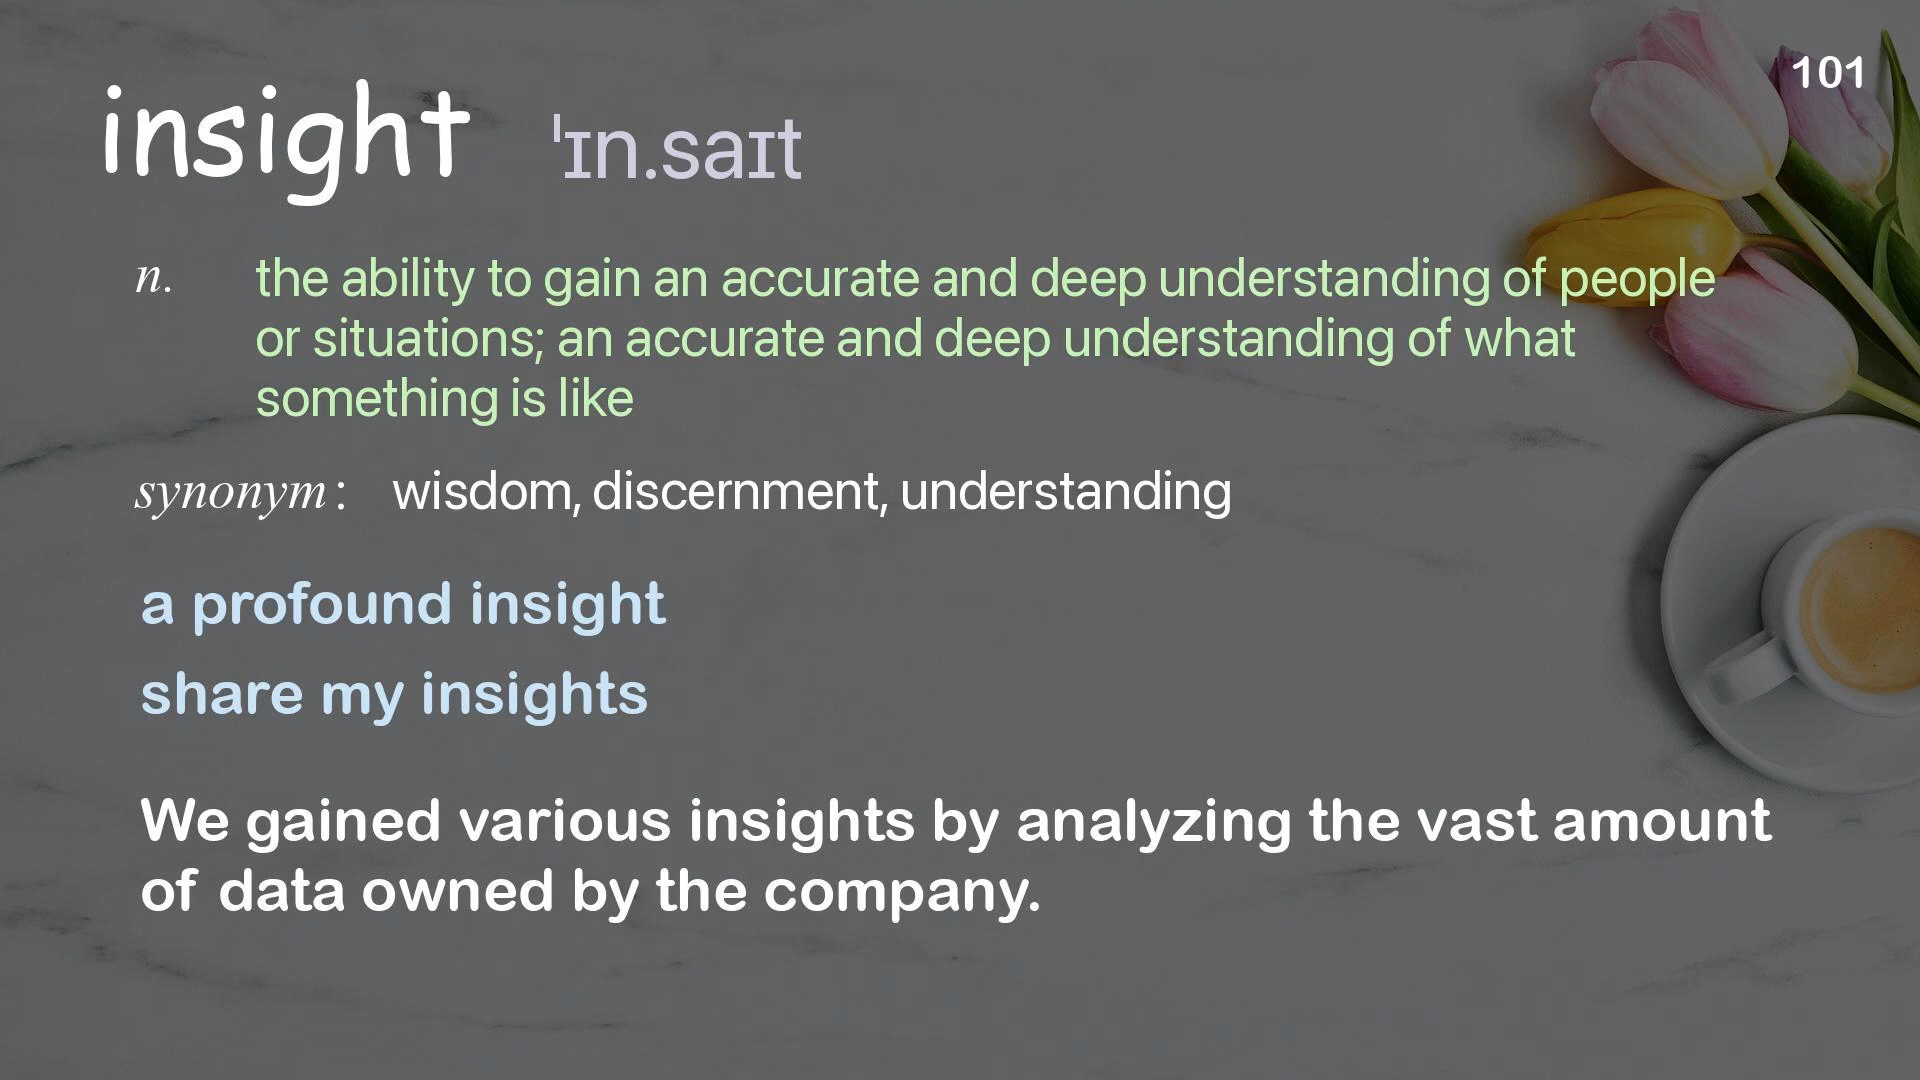 101
insight ˈɪn.saɪt
n. the ability to gain an accurate and deep understanding of people
or situations; an accurate and deep understanding of what
something is like
synonym: wisdom, discernment, understanding
a profound insight
share my insights
We gained various insights by analyzing the vast amount
of data owned by the company.